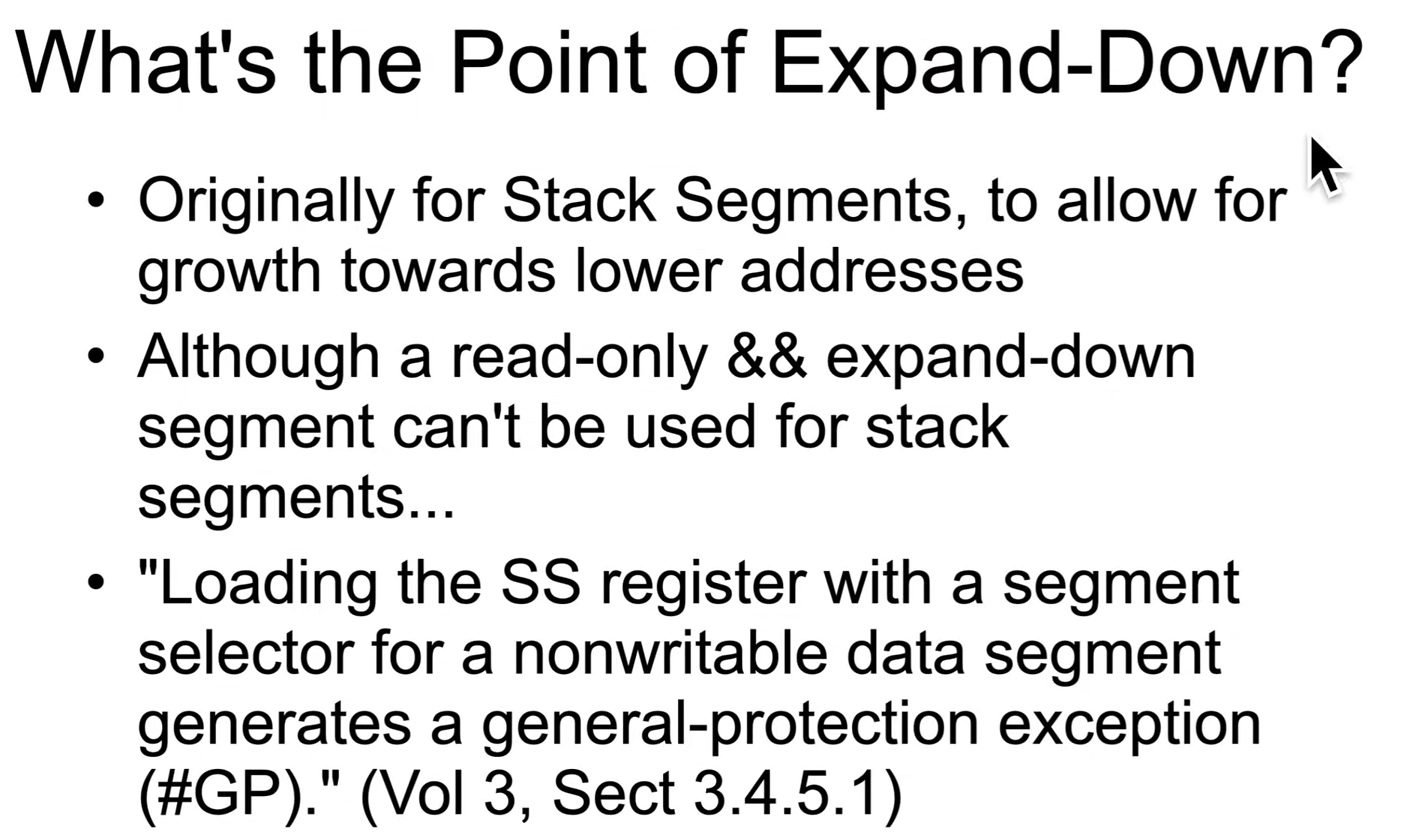 What's the Point of Expand-Down?
• Originally for Stack Segments, to allow for
growth towards lower addresses
• Although a read-only && expand-down
segment can't be used for stack
segments...
• "Loading the SS register with a segment
selector for a nonwritable data segment
generates a general-protection exception
(#GP)." (Vol 3, Sect 3.4.5.1)